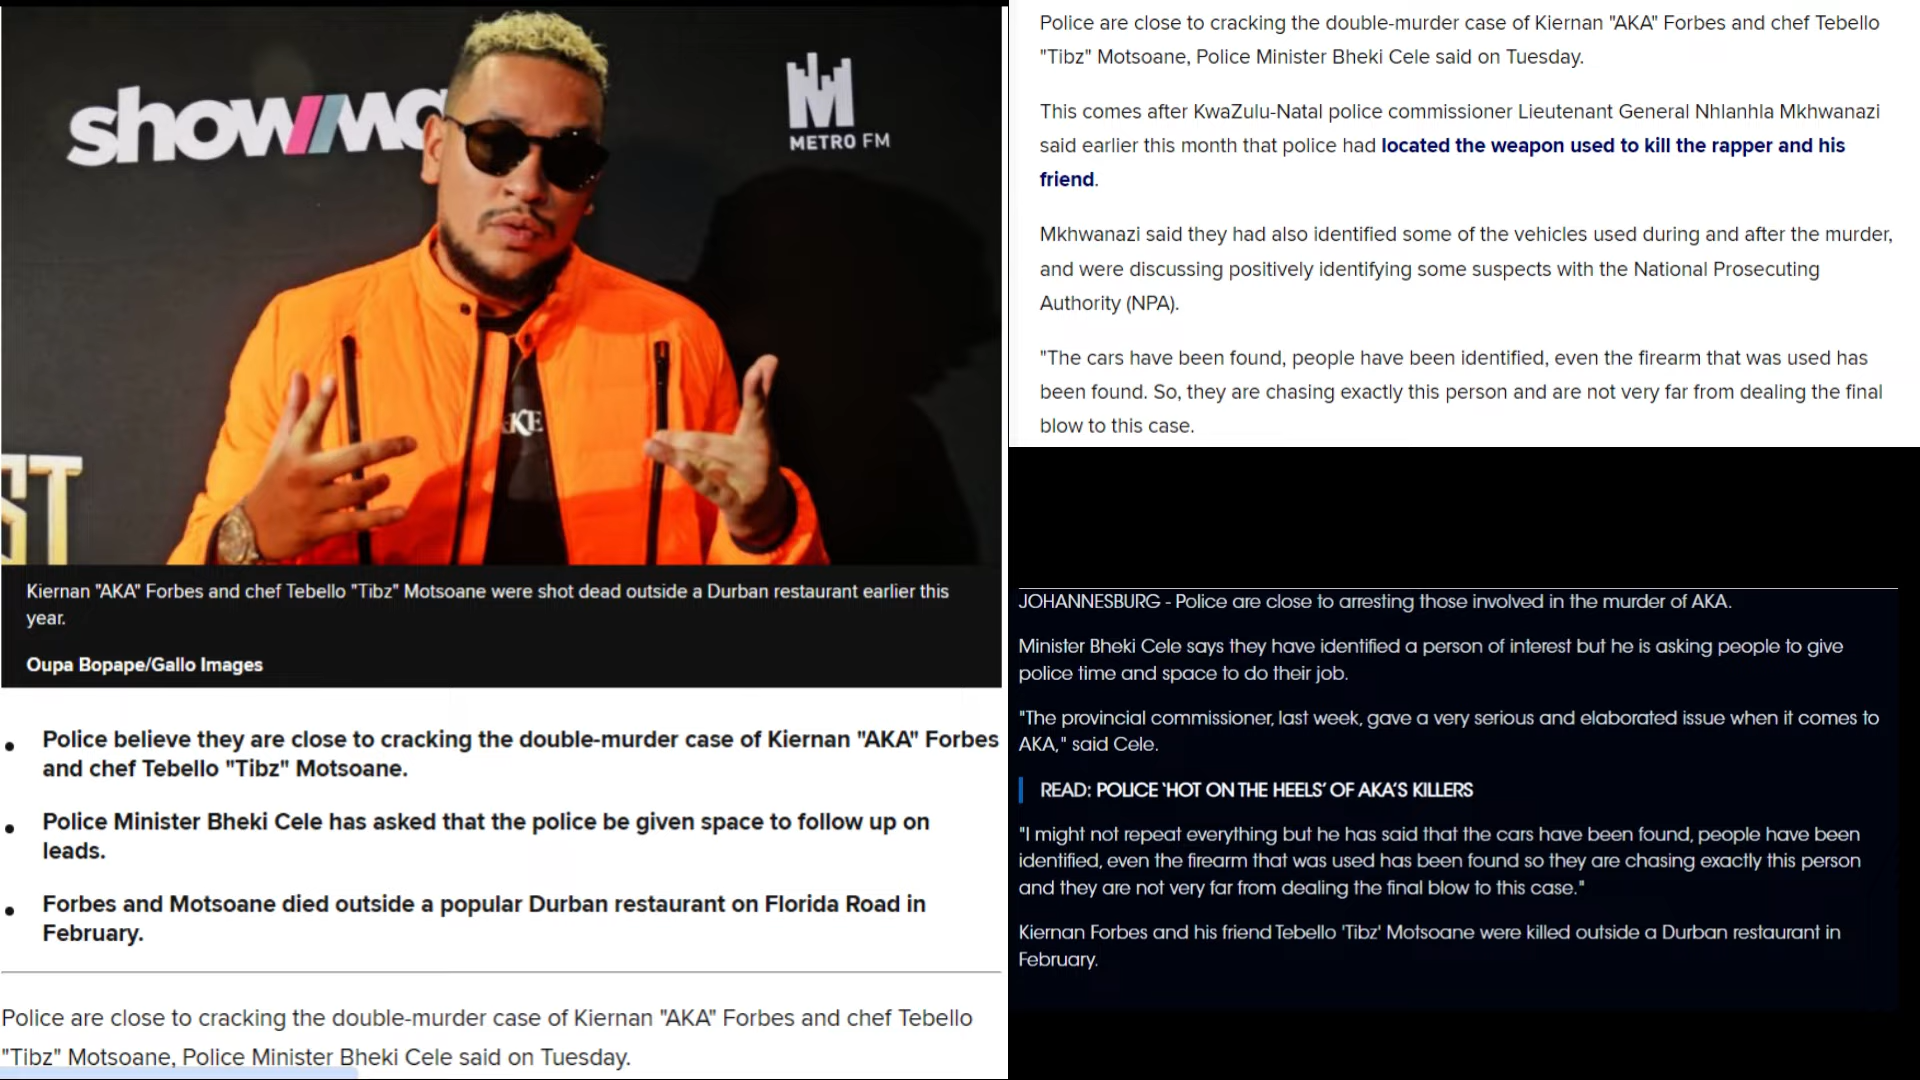 showma
METRO FM
KE
ST
Kiernan "AKA" Forbes and chef Tebello "Tibz" Motsoane were shot dead outside a Durban restaurant earlier this
year.
Oupa Bopape/Gallo Images
• Police believe they are close to cracking the double-murder case of Kiernan "AKA" Forbes
and chef Tebello "Tibz" Motsoane.
• Police Minister Bheki Cele has asked that the police be given space to follow up on
leads.
• Forbes and Motsoane died outside a popular Durban restaurant on Florida Road in
February.
Police are close to cracking the double-murder case of Kiernan "AKA" Forbes and chef Tebello
"Tibz" Motsoane, Police Minister Bheki Cele said on Tuesday.
Police are close to cracking the double-murder case of Kiernan "AKA" Forbes and chef Tebello
"Tibz" Motsoane, Police Minister Bheki Cele said on Tuesday.
This comes after KwaZulu-Natal police commissioner Lieutenant General Nhlanhla Mkhwanazi
said earlier this month that police had located the weapon used to kill the rapper and his
friend.
Mkhwanazi said they had also identified some of the vehicles used during and after the murder,
and were discussing positively identifying some suspects with the National Prosecuting
Authority (NPA).
"The cars have been found, people have been identified, even the firearm that was used has
been found. So, they are chasing exactly this person and are not very far from dealing the final
blow to this case.
JOHANNESBURG - Police are close to arresting those involved in the murder of AKA.
Minister Bheki Cele says they have identified a person of interest but he is asking people to give
police time and space to do their job.
"The provincial commissioner, last week, gave a very serious and elaborated issue when it comes to
AKA," said Cele.
READ: POLICE 'HOT ON THE HEELS' OF AKA'S KILLERS
"I might not repeat everything but he has said that the cars have been found, people have been
identified, even the firearm that was used has been found so they are chasing exactly this person
and they are not very far from dealing the final blow to this case."
Kiernan Forbes and his friend Tebello 'Tibz' Motsoane were killed outside a Durban restaurant in
February.